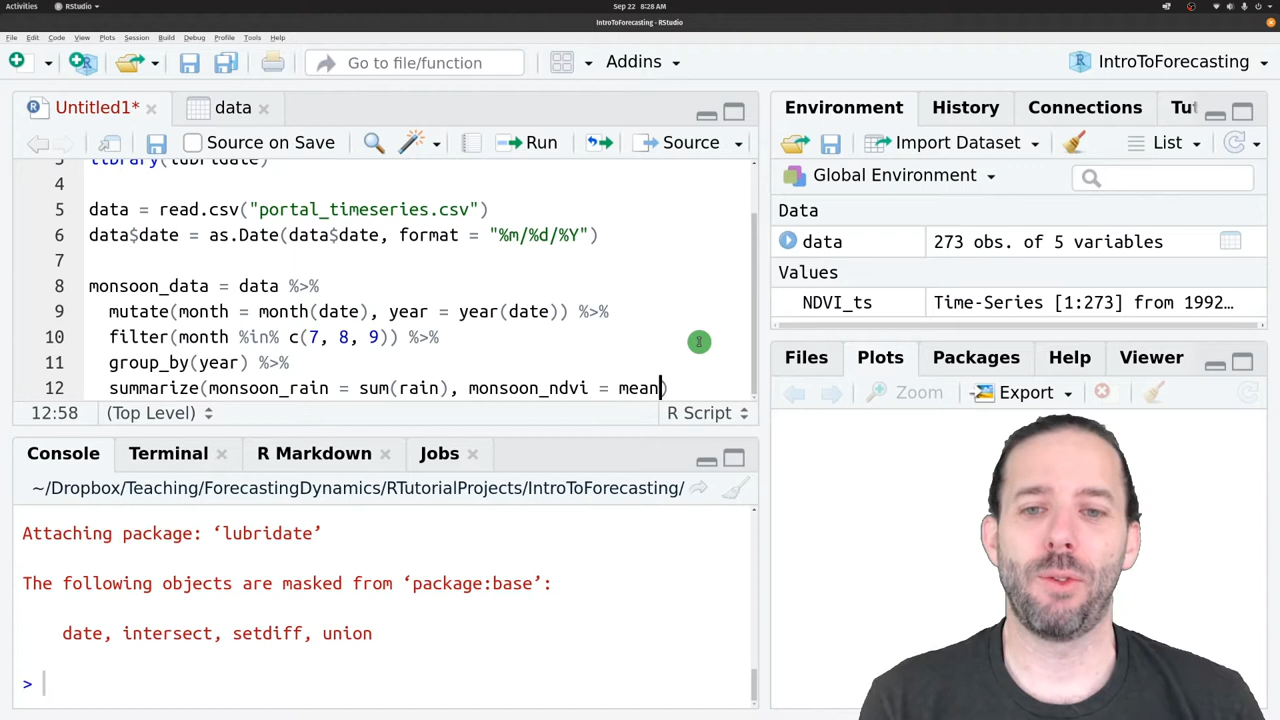 Activities RStudio Sep 22 8:28 AM
IntroToForecasting - RStudio
File Edit Code View Plots Session Build Debug Profile Tools Help
Go to file/function Addins IntroToForecasting
Untitled1* data
Source on Save Run Source
3 library(lubridate)
4
5 data = read.csv("portal_timeseries.csv")
6 data$date = as.Date(data$date, format = "%m/%d/%Y")
7
8 monsoon_data = data %>%
9 mutate(month = month(date), year = year(date)) %>%
10 filter(month %in% c(7, 8, 9)) %>%
11 group_by(year) %>%
12 summarize(monsoon_rain = sum(rain), monsoon_ndvi = mean)
12:58 (Top Level) R Script
Console Terminal R Markdown Jobs
~/Dropbox/Teaching/ForecastingDynamics/RTutorialProjects/IntroToForecasting/
Attaching package: ‘lubridate’
The following objects are masked from ‘package:base’:
date, intersect, setdiff, union
>
Environment History Connections Tut
Import Dataset List
Global Environment
Data
data 273 obs. of 5 variables
Values
NDVI_ts Time-Series [1:273] from 1992…
Files Plots Packages Help Viewer
Zoom Export